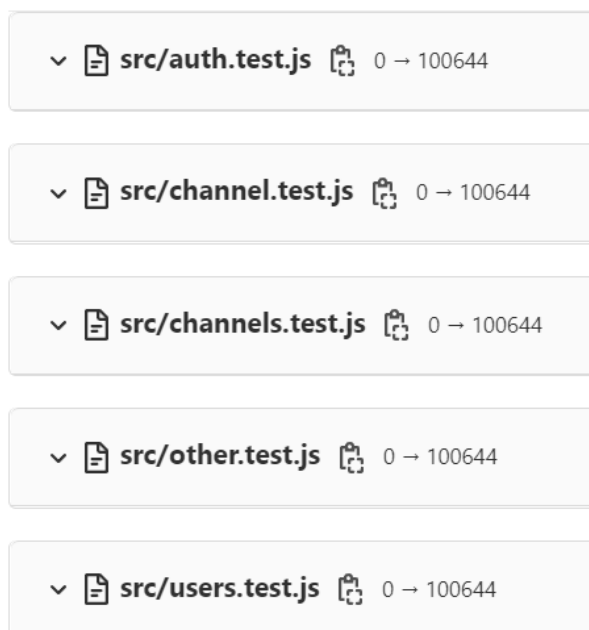 src/auth.test.js 0 → 100644
src/channel.test.js 0 → 100644
src/channels.test.js 0 → 100644
src/other.test.js 0 → 100644
src/users.test.js 0 → 100644